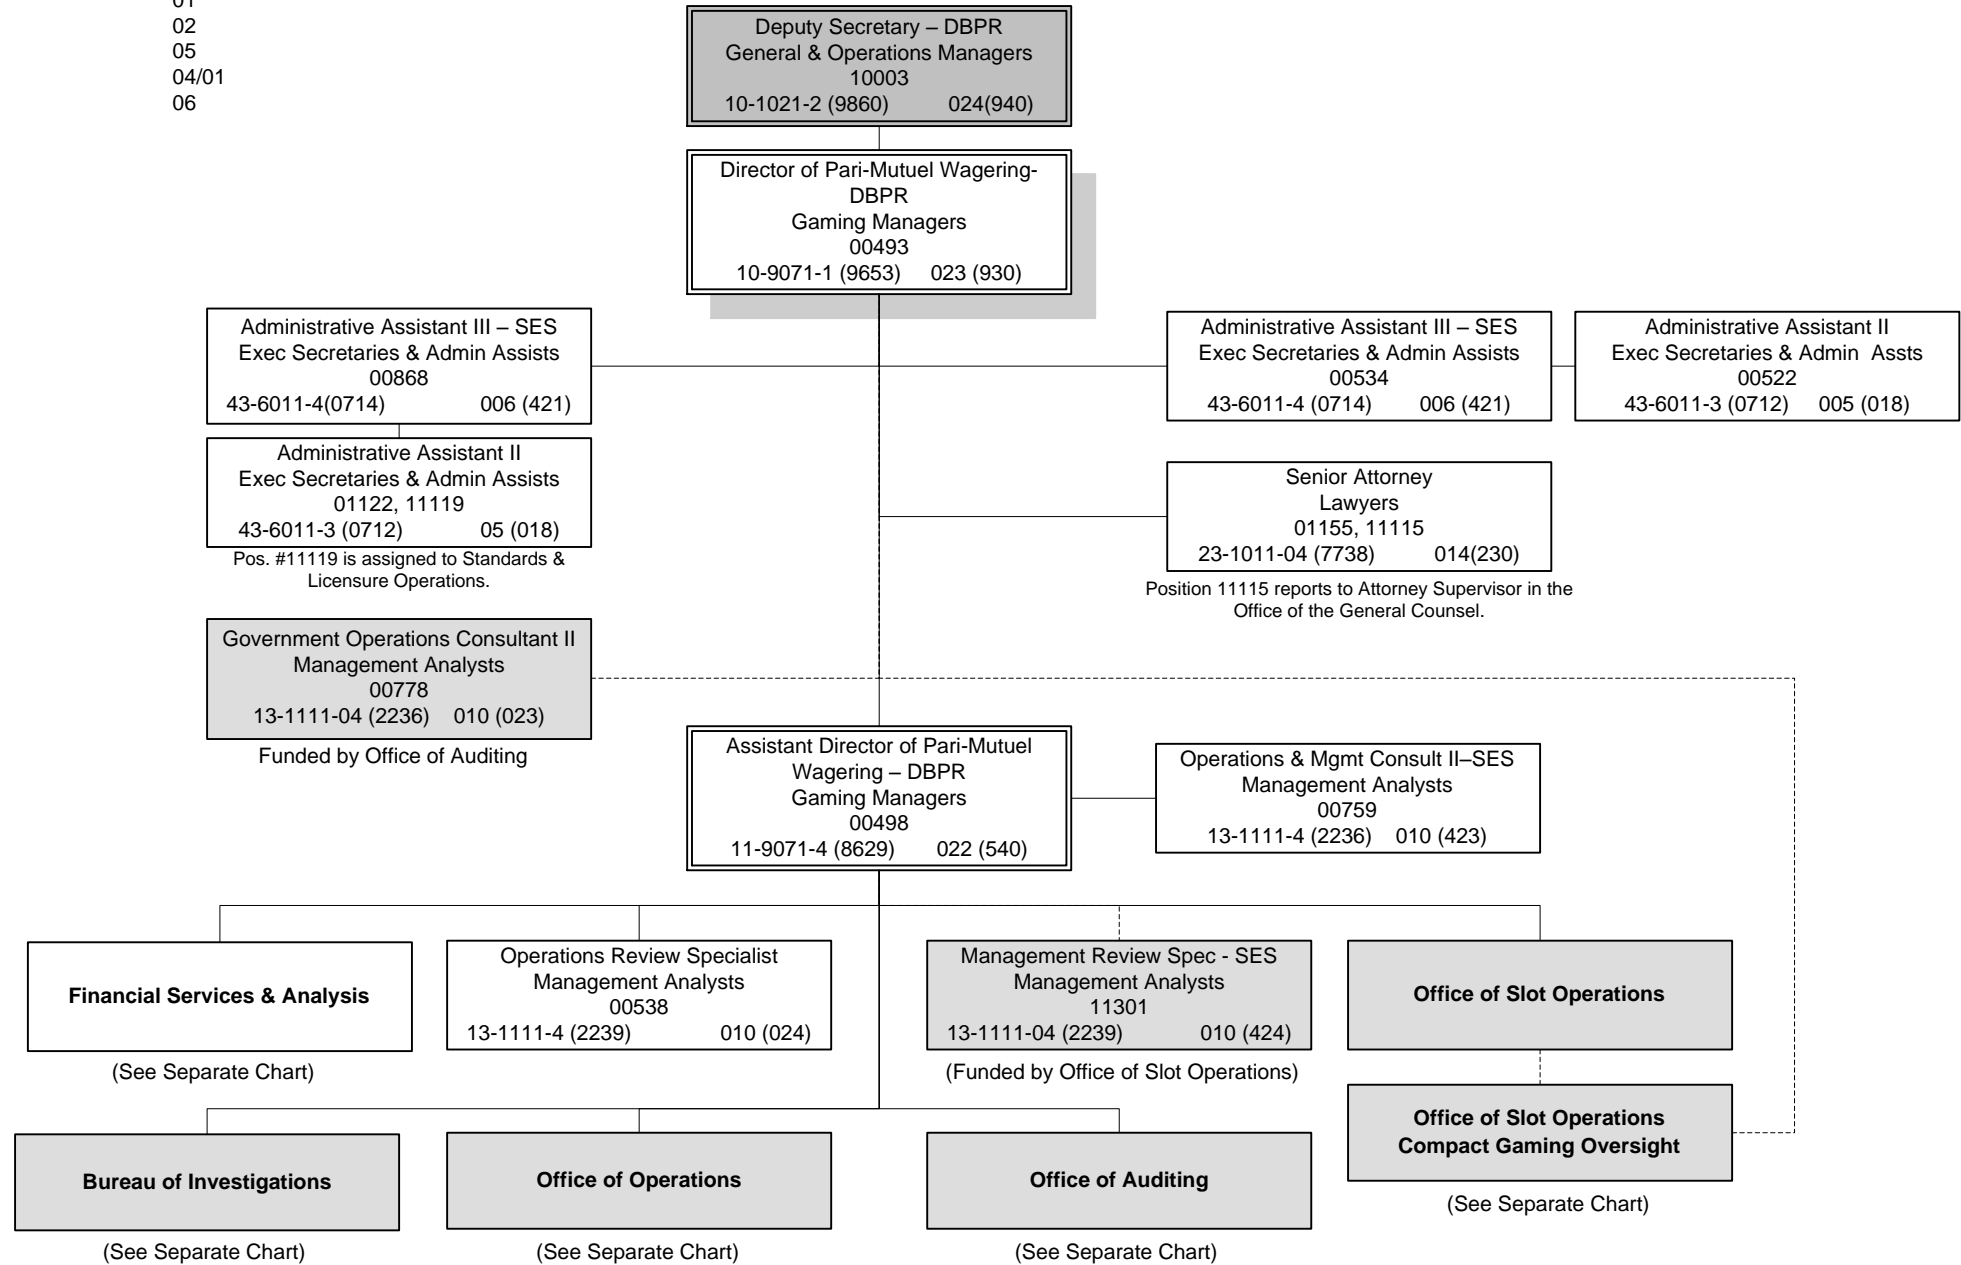 01
02
05
04/01
06
Deputy Secretary – DBPR
General & Operations Managers
10003
10-1021-2 (9860) 024(940)
Director of Pari-Mutuel Wagering-
DBPR
Gaming Managers
00493
10-9071-1 (9653) 023 (930)
Administrative Assistant III – SES
Exec Secretaries & Admin Assists
00868
43-6011-4(0714) 006 (421)
Administrative Assistant III – SES
Exec Secretaries & Admin Assists
00534
43-6011-4 (0714) 006 (421)
Administrative Assistant II
Exec Secretaries & Admin Assts
00522
43-6011-3 (0712) 005 (018)
Administrative Assistant II
Exec Secretaries & Admin Assists
01122, 11119
43-6011-3 (0712) 05 (018)
Pos. #11119 is assigned to Standards &
Licensure Operations.
Senior Attorney
Lawyers
01155, 11115
23-1011-04 (7738) 014(230)
Position 11115 reports to Attorney Supervisor in the
Office of the General Counsel.
Government Operations Consultant II
Management Analysts
00778
13-1111-04 (2236) 010 (023)
Funded by Office of Auditing
Assistant Director of Pari-Mutuel
Wagering – DBPR
Gaming Managers
00498
11-9071-4 (8629) 022 (540)
Operations & Mgmt Consult II–SES
Management Analysts
00759
13-1111-4 (2236) 010 (423)
Financial Services & Analysis
(See Separate Chart)
Operations Review Specialist
Management Analysts
00538
13-1111-4 (2239) 010 (024)
Management Review Spec - SES
Management Analysts
11301
13-1111-04 (2239) 010 (424)
(Funded by Office of Slot Operations)
Office of Slot Operations
Office of Slot Operations
Compact Gaming Oversight
(See Separate Chart)
Bureau of Investigations
(See Separate Chart)
Office of Operations
(See Separate Chart)
Office of Auditing
(See Separate Chart)